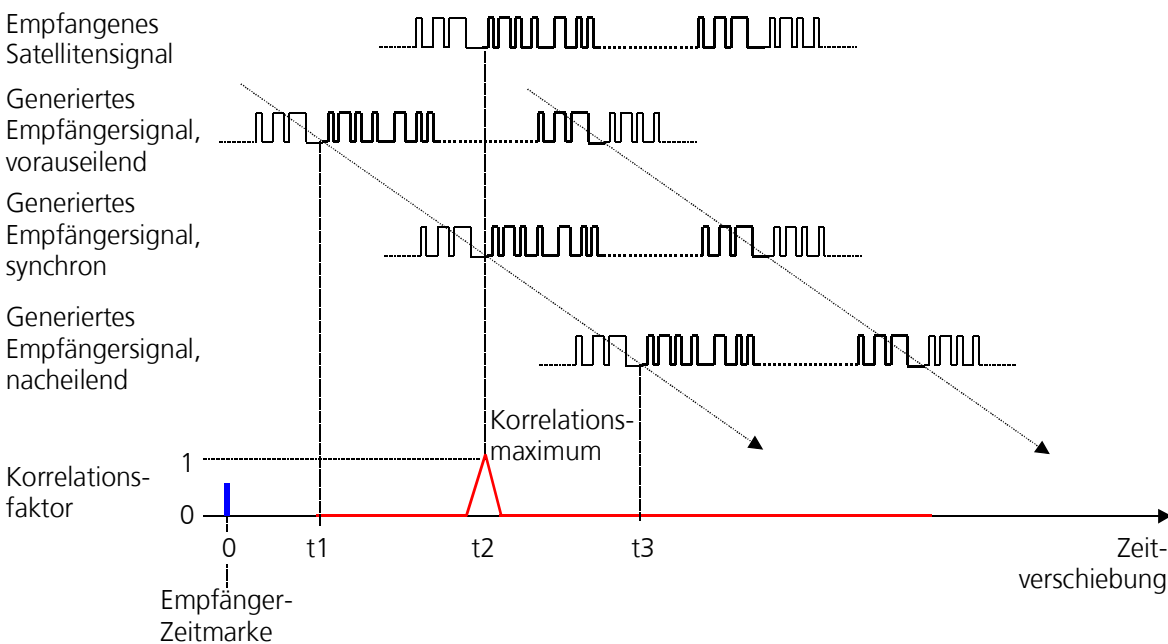 Empfangenes
Satellitensignal
Generiertes
Empfängersignal,
vorauseilend
Generiertes
Empfängersignal,
synchron
Generiertes
Empfängersignal,
nacheilend
Korrelations-
maximum
Korrelations-
faktor
1
0
0
t1
t2
t3
Zeit-
verschiebung
Empfänger-
Zeitmarke